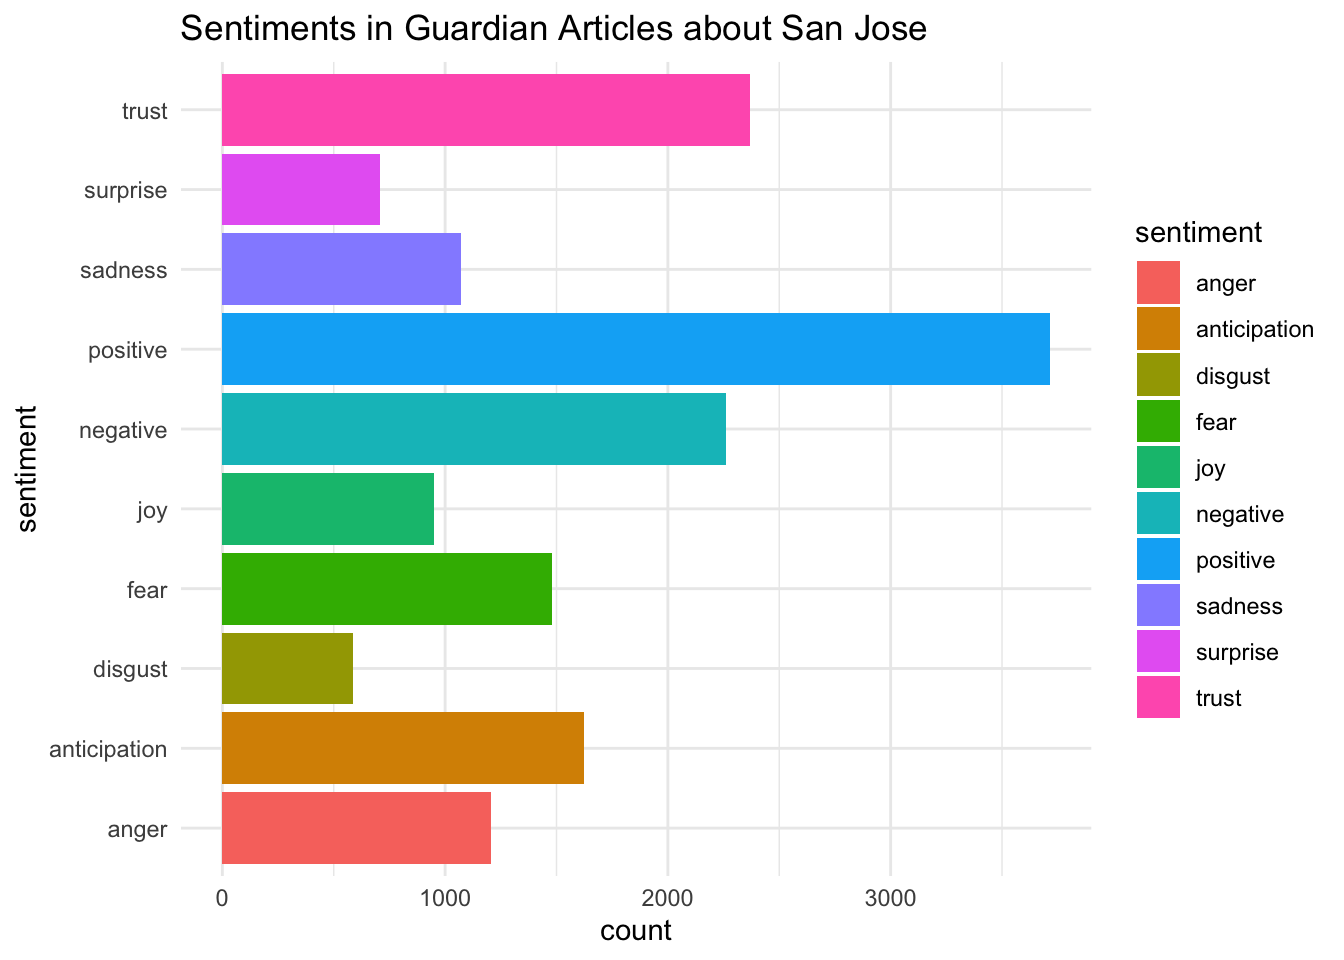 Sentiments in Guardian Articles about San Jose
trust
surprise
sadness
positive
negative
joy
fear
disgust
anticipation
anger
sentiment
0 1000 2000 3000
count
sentiment
anger
anticipation
disgust
fear
joy
negative
positive
sadness
surprise
trust